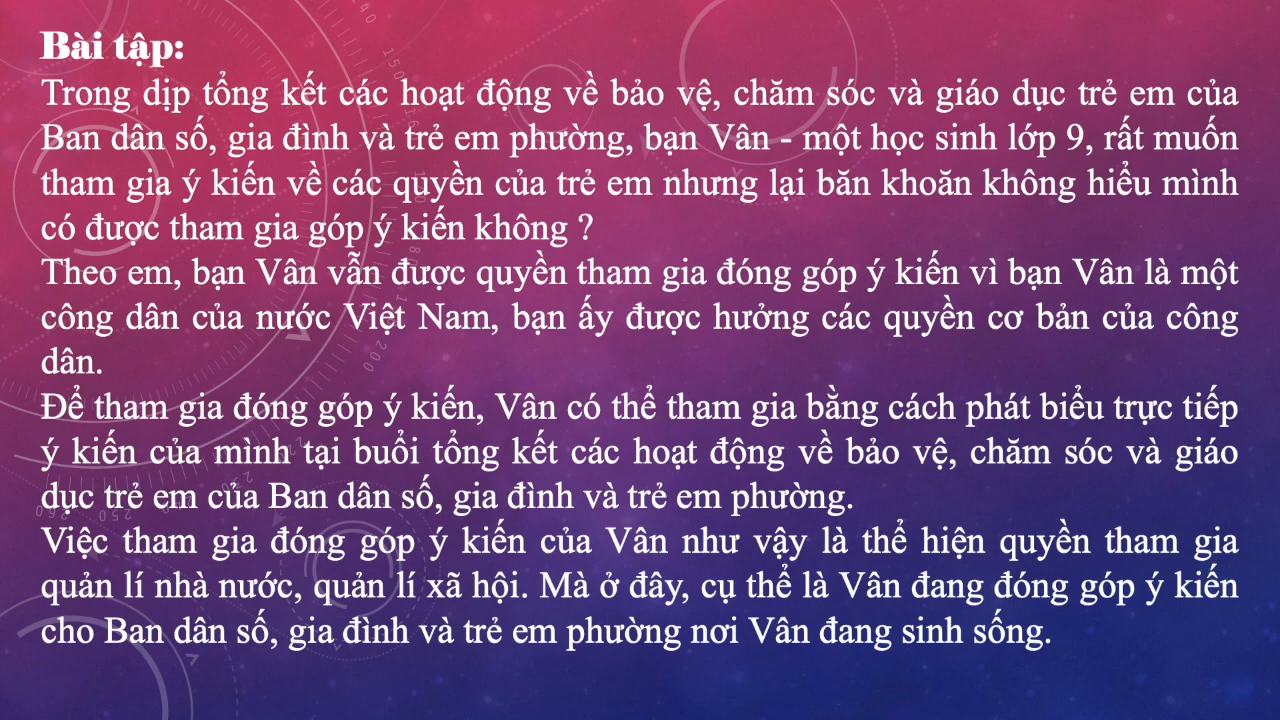 Bài tập:
Trong dịp tổng kết các hoạt động về bảo vệ, chăm sóc và giáo dục trẻ em của
Ban dân số, gia đình và trẻ em phường, bạn Vân - một học sinh lớp 9, rất muốn
tham gia ý kiến về các quyền của trẻ em nhưng lại băn khoăn không hiểu mình
có được tham gia góp ý kiến không ?
Theo em, bạn Vân vẫn được quyền tham gia đóng góp ý kiến vì bạn Vân là một
công dân của nước Việt Nam, bạn ấy được hưởng các quyền cơ bản của công
dân.
Để tham gia đóng góp ý kiến, Vân có thể tham gia bằng cách phát biểu trực tiếp
ý kiến của mình tại buổi tổng kết các hoạt động về bảo vệ, chăm sóc và giáo
dục trẻ em của Ban dân số, gia đình và trẻ em phường.
Việc tham gia đóng góp ý kiến của Vân như vậy là thể hiện quyền tham gia
quản lí nhà nước, quản lí xã hội. Mà ở đây, cụ thể là Vân đang đóng góp ý kiến
cho Ban dân số, gia đình và trẻ em phường nơi Vân đang sinh sống.